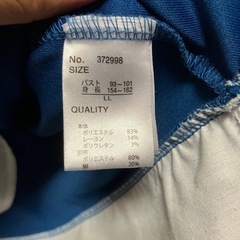 No. 372998
SIZE
バスト 93-101
身長 154-162
LL
QUALITY
本体
ポリエステル 83%
レーヨン 14%
ポリウレタン 3%
別布
ポリエステル 80%
綿 20%